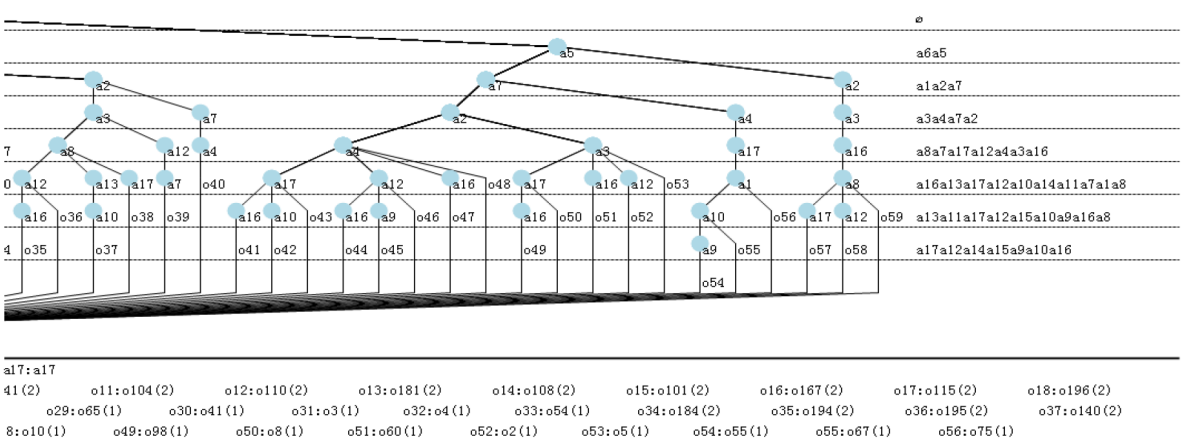 ø
a5 a6a5
a2 a7 a2 a1a2a7
a3 a7 a2 a4 a3 a3a4a7a2
7 a8 a12 a4 a4 a3 a17 a16 a8a7a17a12a4a3a16
0 a12 a13 a17 a7 o40 a17 a12 a16 o48 a17 a16 a12 o53 a1 a8 a16a13a17a12a10a14a11a7a1a8
a16 o36 a10 o38 o39 a16 a10 o43 a16 a9 o46 o47 a16 o50 o51 o52 a10 o56 a17 a12 o59 a13a11a17a12a15a10a9a16a8
4 o35 o37 o41 o42 o44 o45 o49 a9 o55 o57 o58 a17a12a14a15a9a10a16
o54
a17:a17
41(2) o11:o104(2) o12:o110(2) o13:o181(2) o14:o108(2) o15:o101(2) o16:o167(2) o17:o115(2) o18:o196(2)
o29:o65(1) o30:o41(1) o31:o3(1) o32:o4(1) o33:o54(1) o34:o184(2) o35:o194(2) o36:o195(2) o37:o140(2)
8:o10(1) o49:o98(1) o50:o8(1) o51:o60(1) o52:o2(1) o53:o5(1) o54:o55(1) o55:o67(1) o56:o75(1)